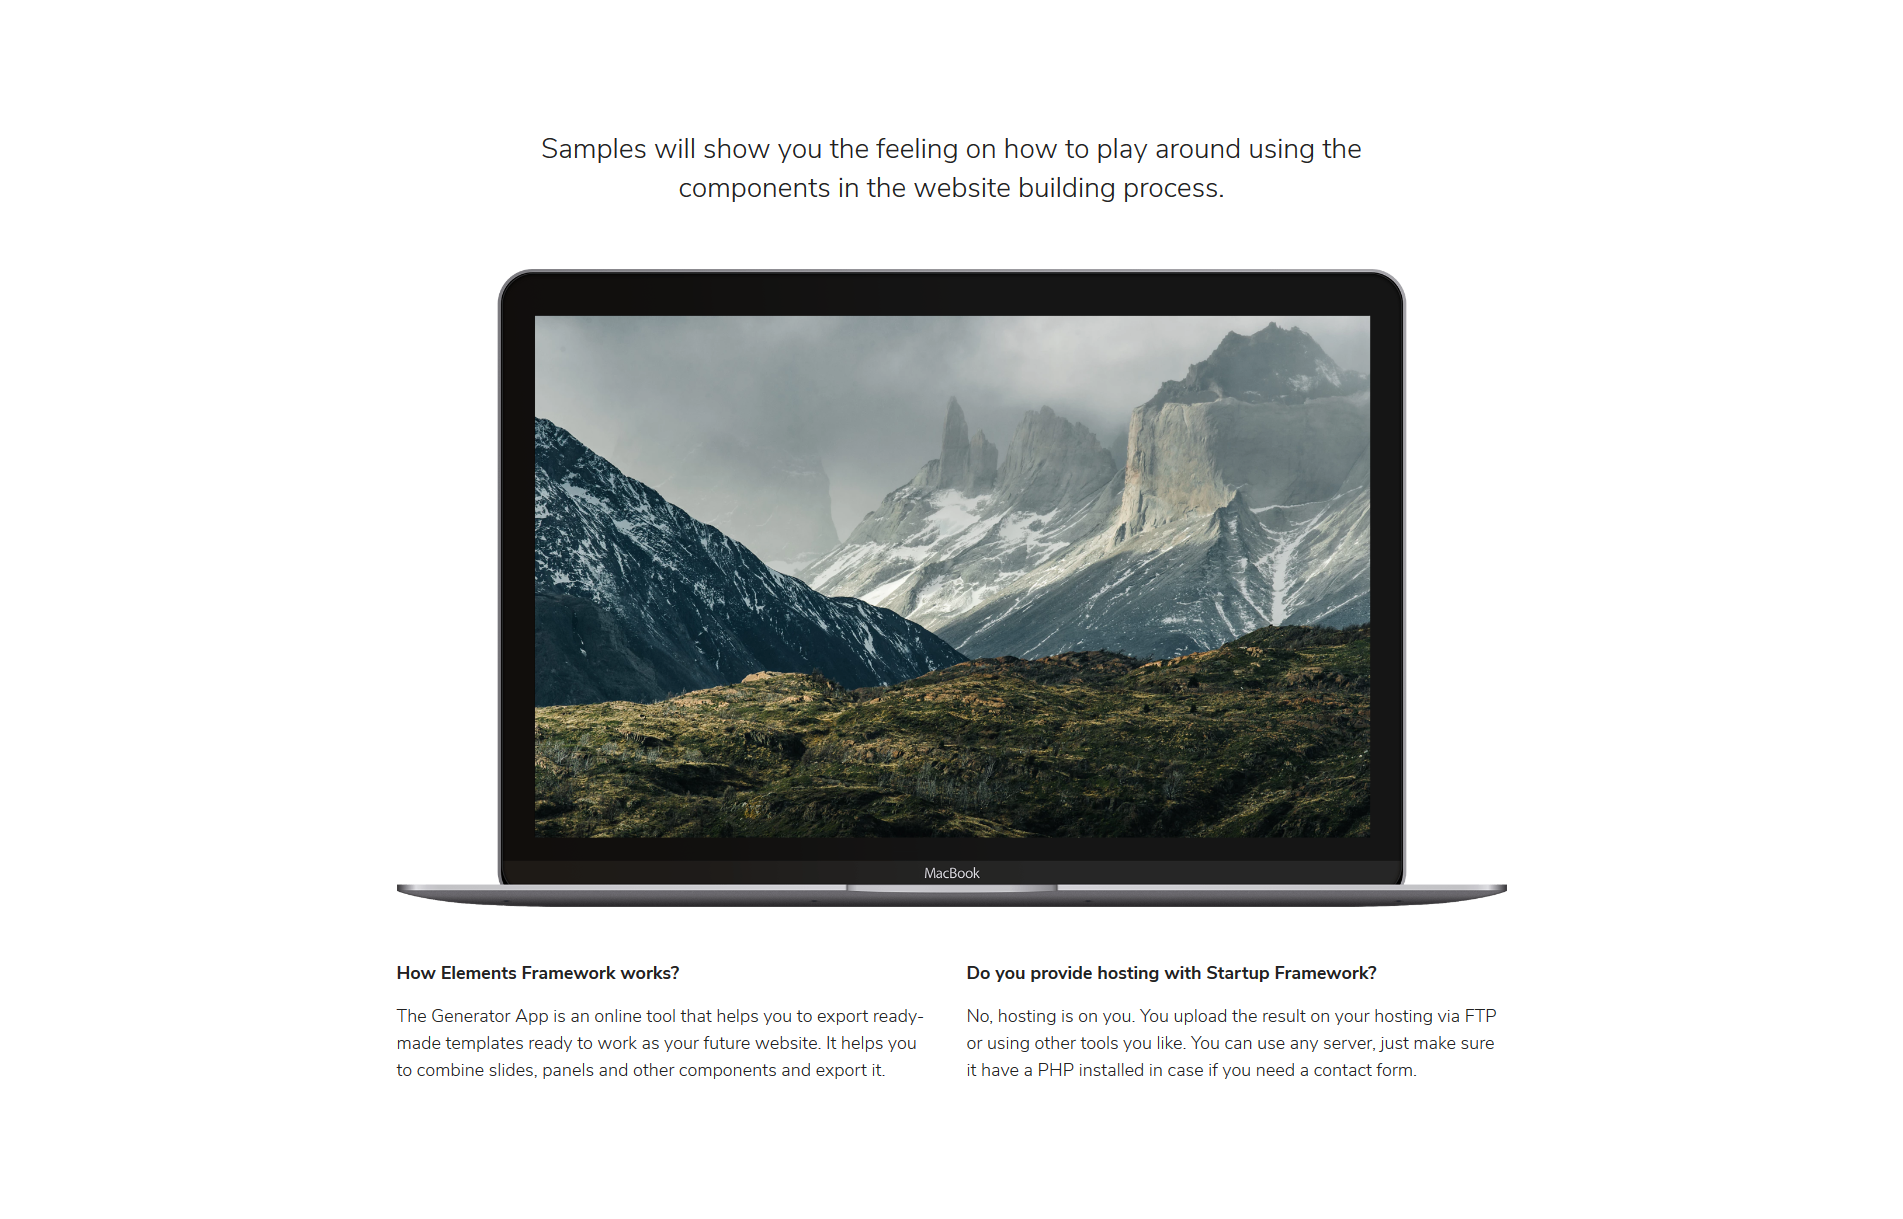 Samples will show you the feeling on how to play around using the
components in the website building process.
MacBook
How Elements Framework works?
The Generator App is an online tool that helps you to export ready-
made templates ready to work as your future website. It helps you
to combine slides, panels and other components and export it.
Do you provide hosting with Startup Framework?
No, hosting is on you. You upload the result on your hosting via FTP
or using other tools you like. You can use any server, just make sure
it have a PHP installed in case if you need a contact form.